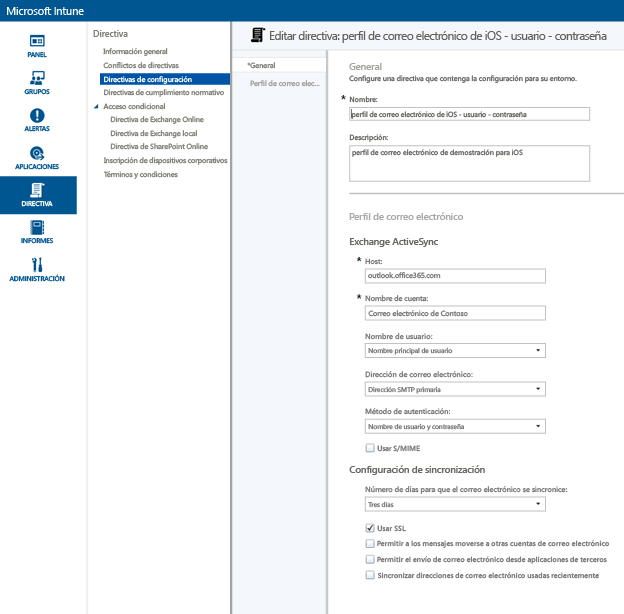 Microsoft Intune
PANEL
GRUPOS
ALERTAS
APLICACIONES
DIRECTIVA
INFORMES
ADMINISTRACIÓN
Directiva
Información general
Conflictos de directivas
Directivas de configuración
Directivas de cumplimiento normativo
Acceso condicional
Directiva de Exchange Online
Directiva de Exchange local
Directiva de SharePoint Online
Inscripción de dispositivos corporativos
Términos y condiciones
Editar directiva: perfil de correo electrónico de iOS - usuario - contraseña
*General
Perfil de correo elec...
General
Configure una directiva que contenga la configuración para su entorno.
* Nombre:
perfil de correo electrónico de iOS - usuario - contraseña
Descripción:
perfil de correo electrónico de demostración para iOS
Perfil de correo electrónico
Exchange ActiveSync
* Host:
outlook.office365.com
* Nombre de cuenta:
Correo electrónico de Contoso
Nombre de usuario:
Nombre principal de usuario
Dirección de correo electrónico:
Dirección SMTP primaria
Método de autenticación:
Nombre de usuario y contraseña
Usar S/MIME
Configuración de sincronización
Número de días para que el correo electrónico se sincronice:
Tres días
Usar SSL
Permitir a los mensajes moverse a otras cuentas de correo electrónico
Permitir el envío de correo electrónico desde aplicaciones de terceros
Sincronizar direcciones de correo electrónico usadas recientemente